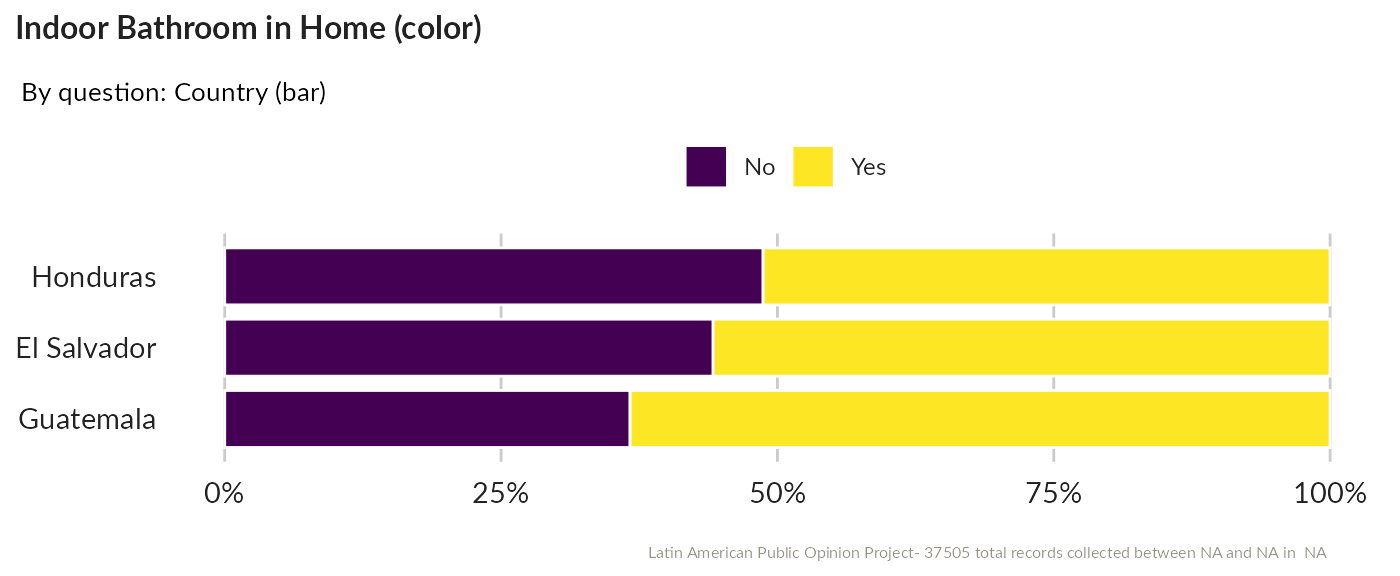 Indoor Bathroom in Home (color)
By question: Country (bar)
No Yes
Honduras
El Salvador
Guatemala
0% 25% 50% 75% 100%
Latin American Public Opinion Project- 37505 total records collected between NA and NA in  NA